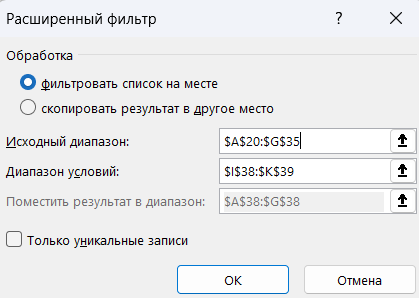 Расширенный фильтр ? ×
Обработка
фильтровать список на месте
скопировать результат в другое место
Исходный диапазон: $A$20:$G$35
Диапазон условий: $I$38:$K$39
Поместить результат в диапазон: $A$38:$G$38
Только уникальные записи
ОК Отмена